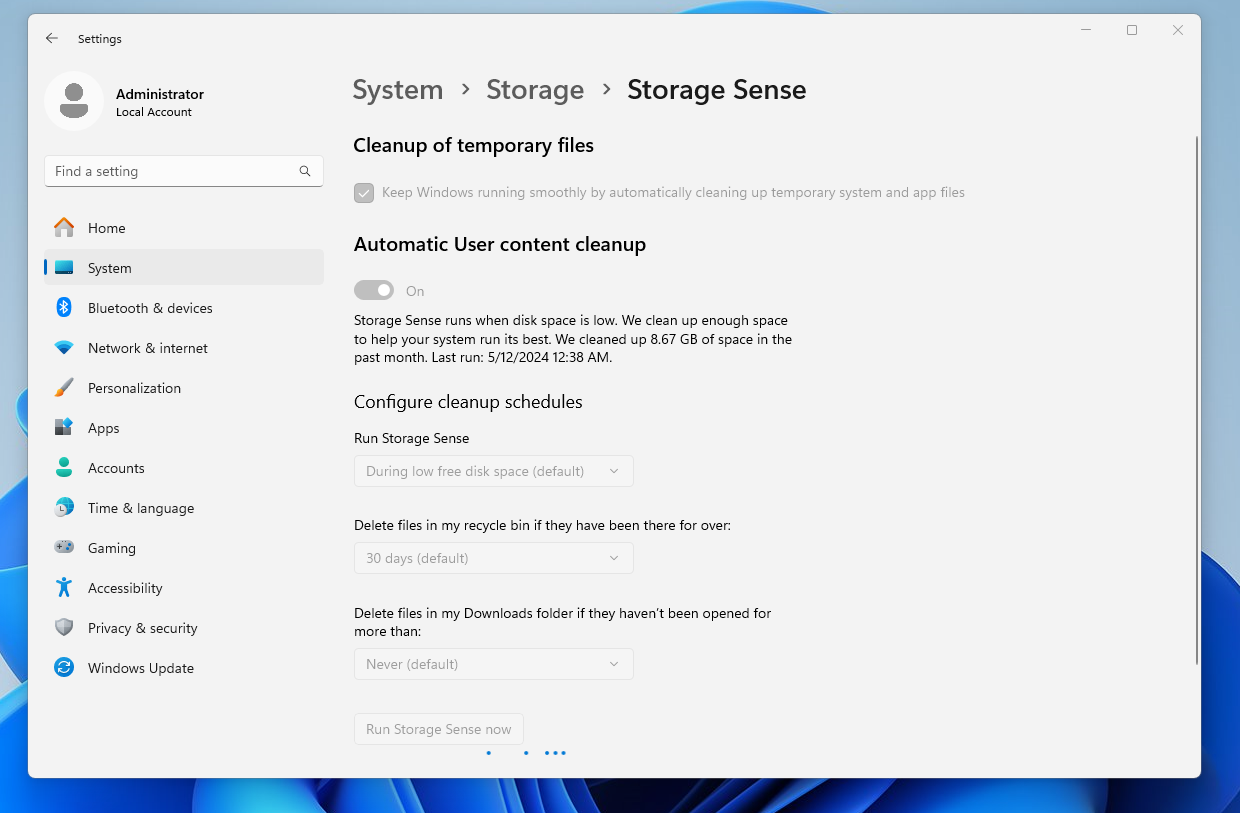 Settings
Administrator
Local Account
Find a setting
Home
System
Bluetooth & devices
Network & internet
Personalization
Apps
Accounts
Time & language
Gaming
Accessibility
Privacy & security
Windows Update
System > Storage > Storage Sense
Cleanup of temporary files
Keep Windows running smoothly by automatically cleaning up temporary system and app files
Automatic User content cleanup
On
Storage Sense runs when disk space is low. We clean up enough space
to help your system run its best. We cleaned up 8.67 GB of space in the
past month. Last run: 5/12/2024 12:38 AM.
Configure cleanup schedules
Run Storage Sense
During low free disk space (default)
Delete files in my recycle bin if they have been there for over:
30 days (default)
Delete files in my Downloads folder if they haven't been opened for
more than:
Never (default)
Run Storage Sense now